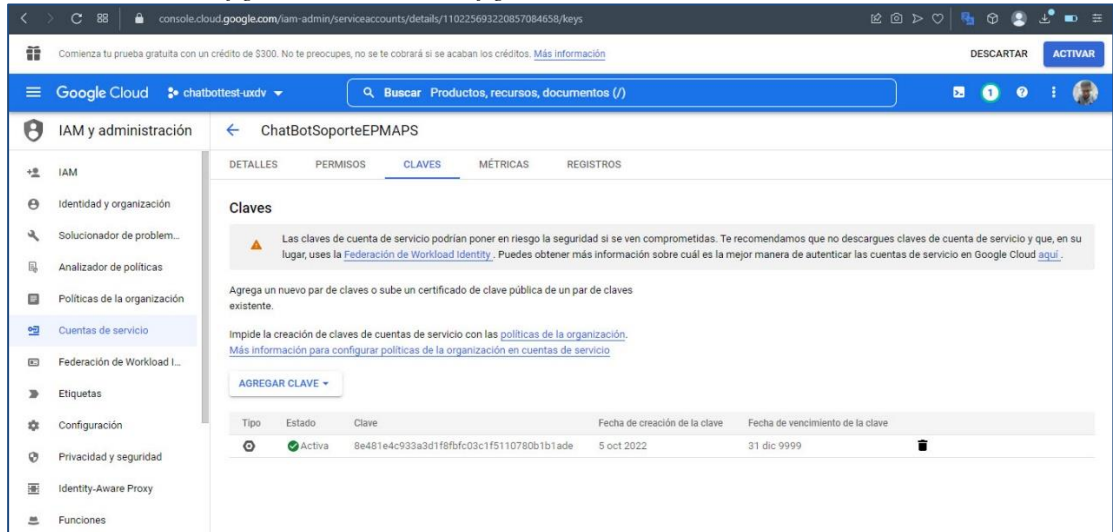 88
console.cloud.google.com/iam-admin/serviceaccounts/details/110225693220857084658/keys
Comienza tu prueba gratuita con un crédito de $300. No te preocupes, no se te cobrará si se acaban los créditos. Más información
DESCARTAR
ACTIVAR
Google Cloud
chatbottest-uxdv
Buscar Productos, recursos, documentos (/)
1
IAM y administración
ChatBotSoporteEPMAPS
DETALLES
PERMISOS
CLAVES
MÉTRICAS
REGISTROS
IAM
Identidad y organización
Solucionador de problem...
Analizador de políticas
Políticas de la organización
Cuentas de servicio
Federación de Workload I...
Etiquetas
Configuración
Privacidad y seguridad
Identity-Aware Proxy
Funciones
Claves
Las claves de cuenta de servicio podrían poner en riesgo la seguridad si se ven comprometidas. Te recomendamos que no descargues claves de cuenta de servicio y que, en su
lugar, uses la Federación de Workload Identity . Puedes obtener más información sobre cuál es la mejor manera de autenticar las cuentas de servicio en Google Cloud aquí .
Agrega un nuevo par de claves o sube un certificado de clave pública de un par de claves
existente.
Impide la creación de claves de cuentas de servicio con las políticas de la organización.
Más información para configurar políticas de la organización en cuentas de servicio
AGREGAR CLAVE
Tipo Estado Clave Fecha de creación de la clave Fecha de vencimiento de la clave
Activa 8e481e4c933a3d1f8fbfc03c1f5110780b1b1ade 5 oct 2022 31 dic 9999